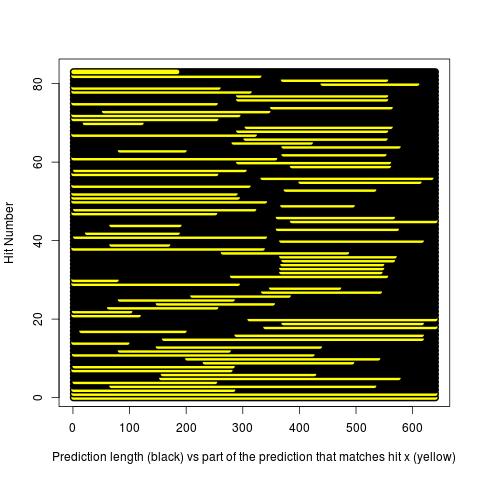 80
60
40
20
0
Hit Number
0 100 200 300 400 500 600
Prediction length (black) vs part of the prediction that matches hit x (yellow)